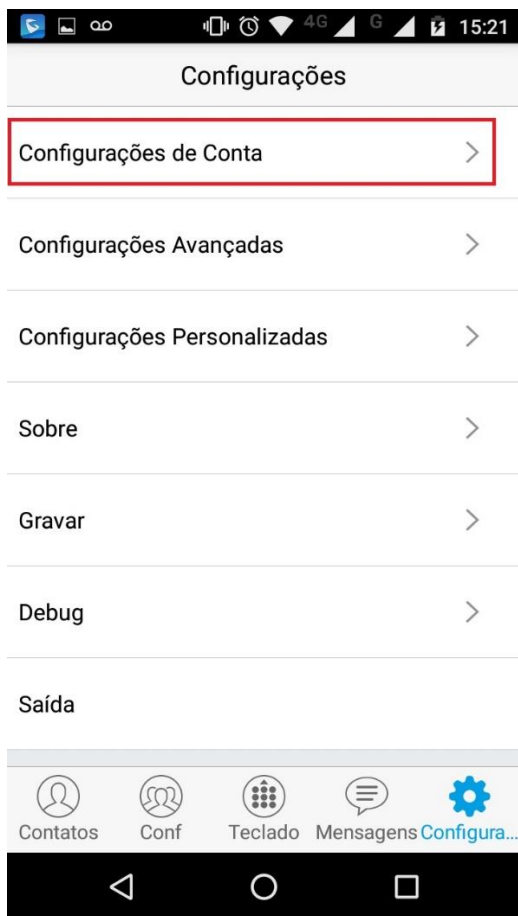 4G G 15:21
Configurações
Configurações de Conta
Configurações Avançadas
Configurações Personalizadas
Sobre
Gravar
Debug
Saída
Contatos Conf Teclado Mensagens Configura...